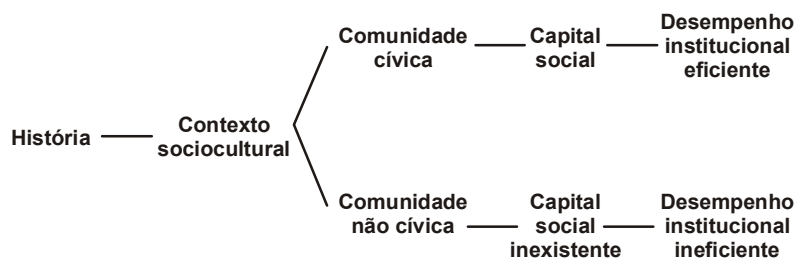 História
Contexto
sociocultural
Comunidade
cívica
Capital
social
Desempenho
institucional
eficiente
Comunidade
não cívica
Capital
social
inexistente
Desempenho
institucional
ineficiente